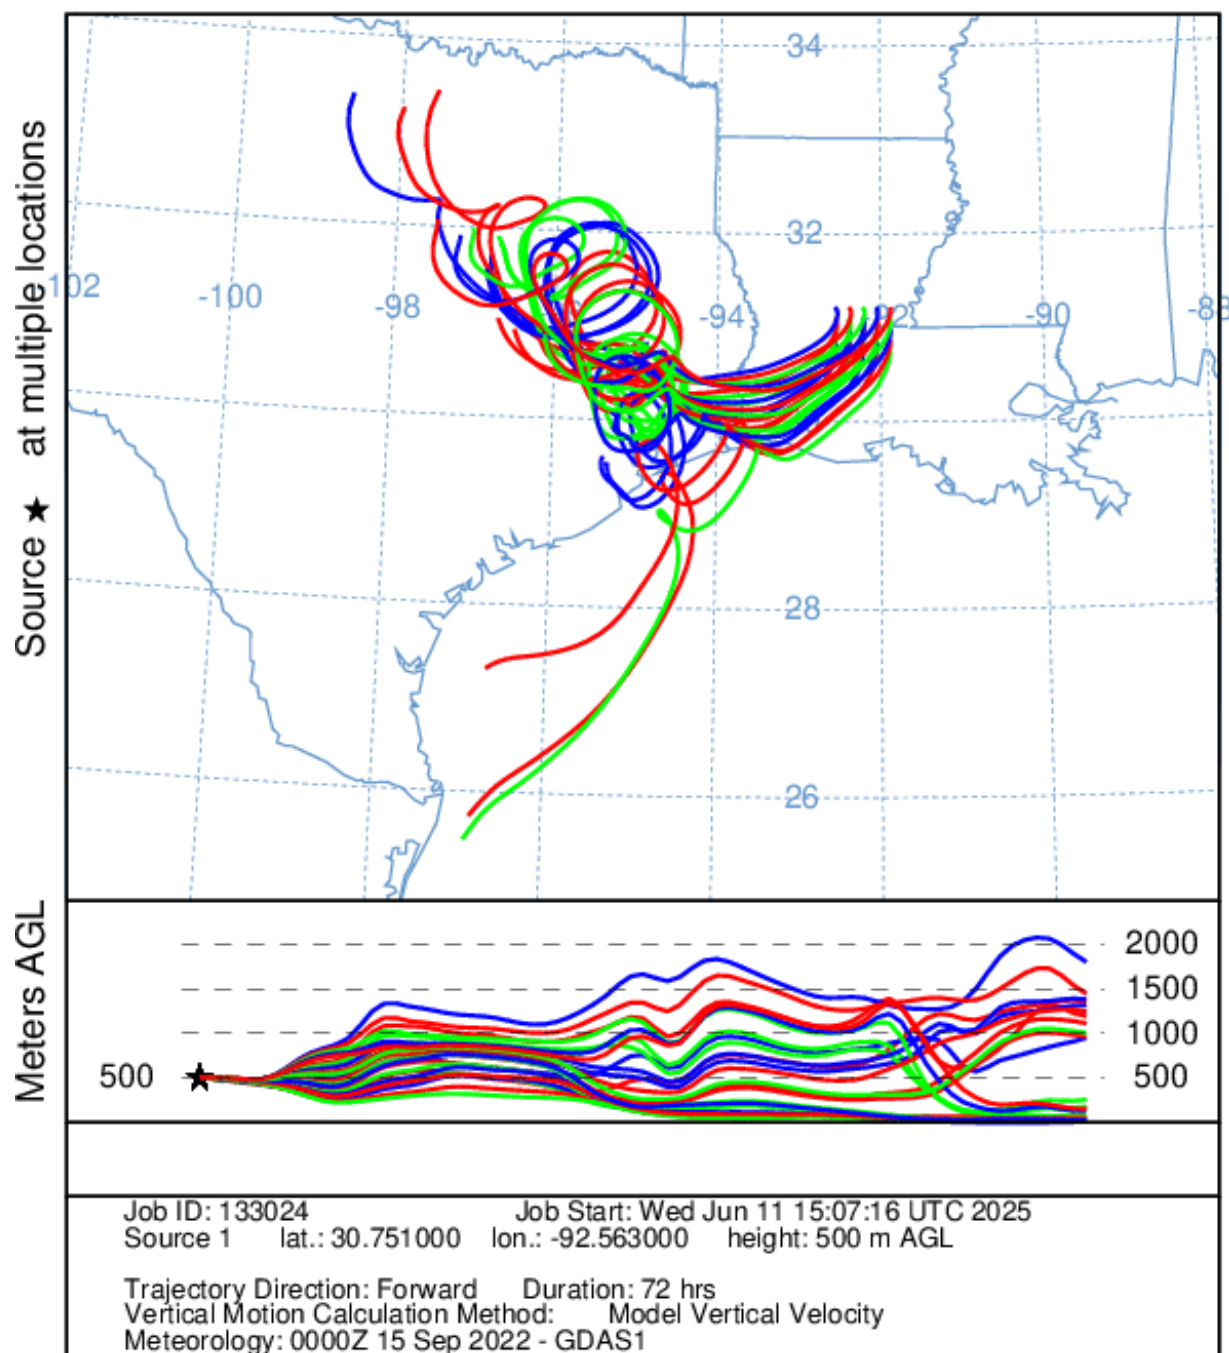 34
32
102
-100
-98
-94
-92
-90
-88
28
26
Source ★ at multiple locations
Meters AGL
500
2000
1500
1000
500
Job ID: 133024 Job Start: Wed Jun 11 15:07:16 UTC 2025
Source 1 lat.: 30.751000 lon.: -92.563000 height: 500 m AGL
Trajectory Direction: Forward Duration: 72 hrs
Vertical Motion Calculation Method: Model Vertical Velocity
Meteorology: 0000Z 15 Sep 2022 - GDAS1